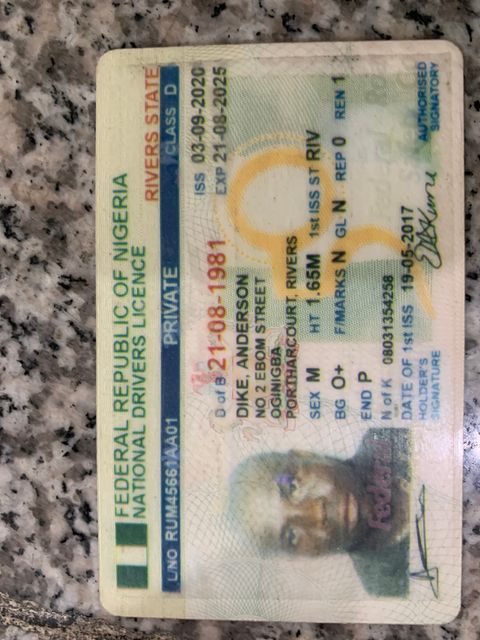 FEDERAL REPUBLIC OF NIGERIA
NATIONAL DRIVERS LICENCE
RIVERS STATE
L/NO RUM45661AA01 PRIVATE CLASS D
ISS 03-09-2020
D of B 21-08-1981 EXP 21-08-2025
DIKE, ANDERSON
NO 2 EBOM STREET
OGINIGBA
PORTHARCOURT, RIVERS
SEX M HT 1.65M 1st ISS ST RIV
BG O+ F/MARKS N GL N REP 0 REN 1
END P
Federal
N of K 08031354258
DATE OF 1st ISS 19-05-2017
HOLDER'S SIGNATURE
AUTHORISED SIGNATORY